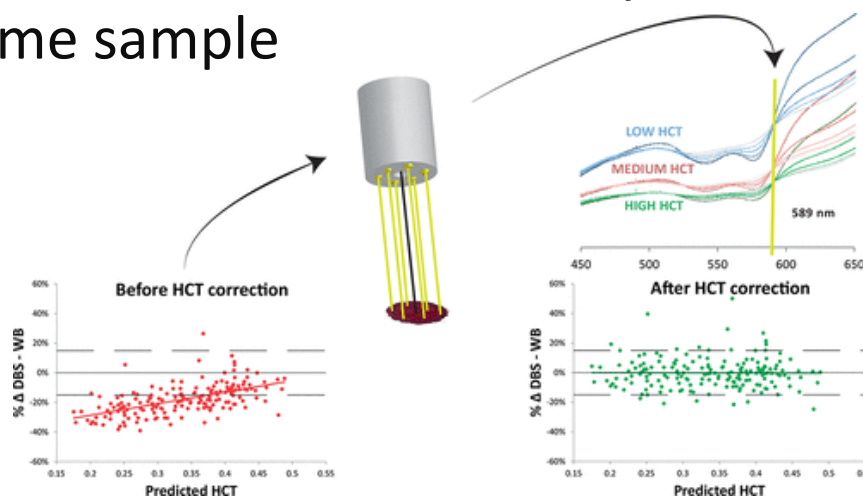 me sample
LOW HCT
MEDIUM HCT
HIGH HCT
589 nm
450 500 550 600 650
Before HCT correction
60%
40%
20%
0%
-20%
-40%
-60%
% Δ DBS - WB
0.15 0.2 0.25 0.3 0.35 0.4 0.45 0.5 0.55
Predicted HCT
After HCT correction
60%
40%
20%
0%
-20%
-40%
-60%
% Δ DBS - WB
0.15 0.2 0.25 0.3 0.35 0.4 0.45 0.5
Predicted HCT